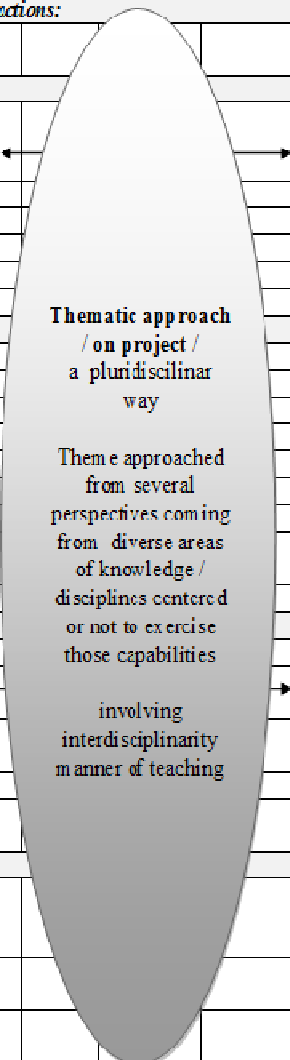 actions:
Thematic approach
/ on project /
a pluridiscilinar
way
Theme approached
from several
perspectives coming
from diverse areas
of knowledge /
disciplines centered
or not to exercise
those capabilities
involving
interdisciplinarity
manner of teaching